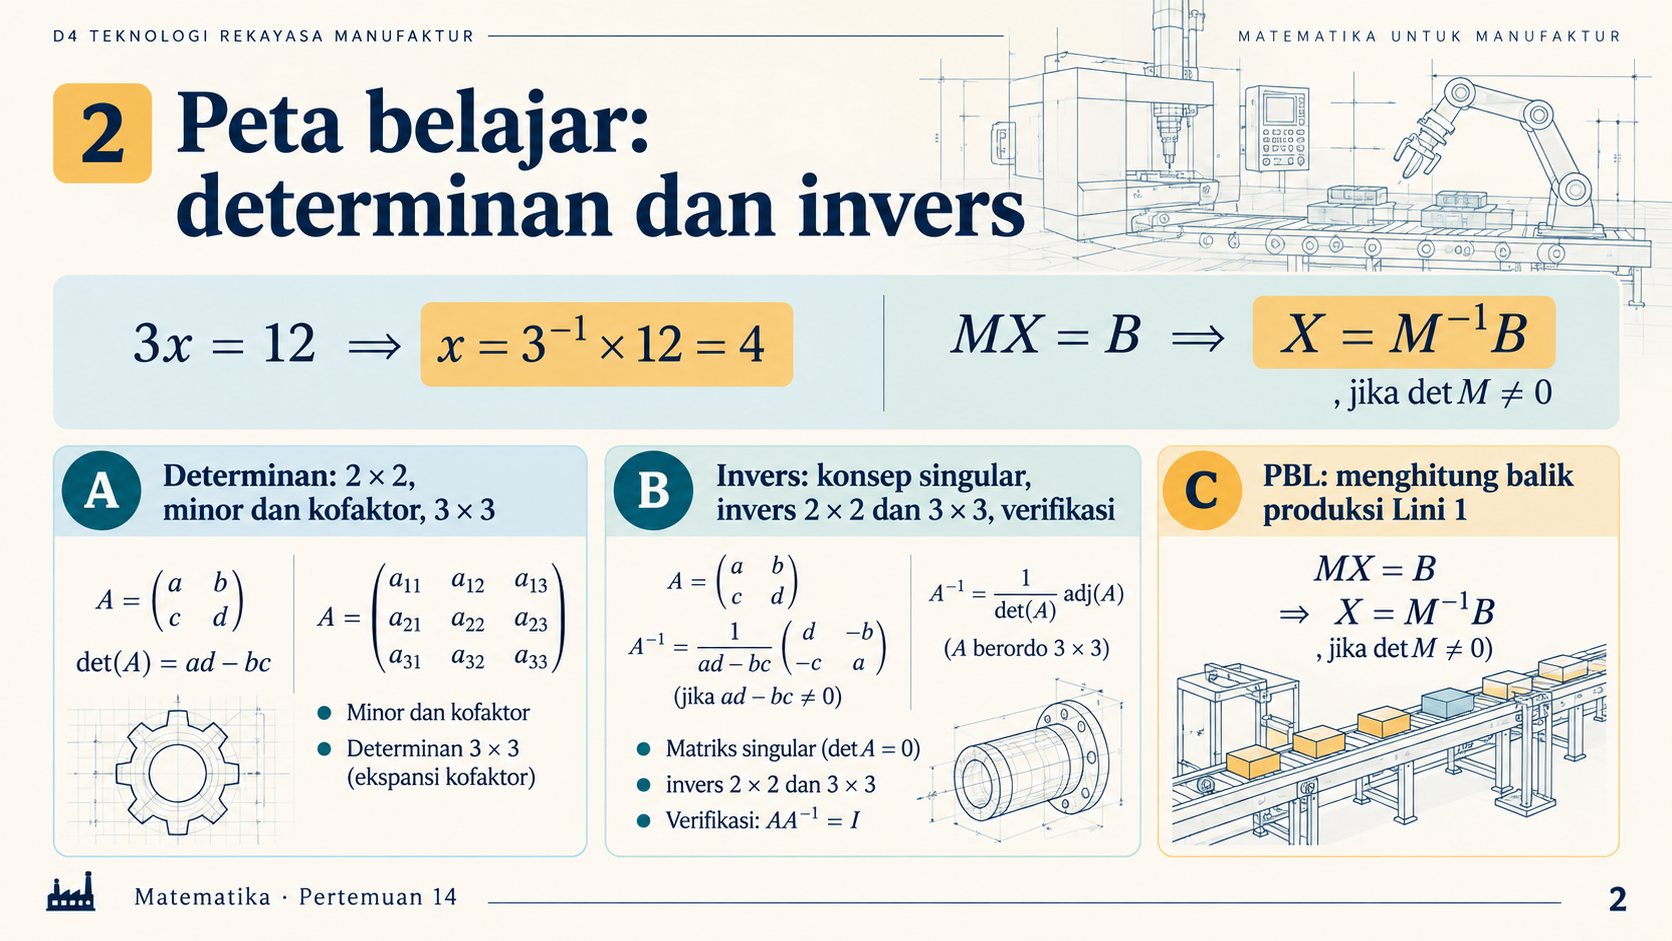 D4 TEKNOLOGI REKAYASA MANUFAKTUR
MATEMATIKA UNTUK MANUFAKTUR
2
Peta belajar:
determinan dan invers
3x = 12 ⟹ x = 3⁻¹ × 12 = 4
MX = B ⟹ X = M⁻¹B
, jika det M ≠ 0
A
Determinan: 2 × 2,
minor dan kofaktor, 3 × 3
A = (a b
c d)
det(A) = ad – bc
A = (a₁₁ a₁₂ a₁₃
a₂₁ a₂₂ a₂₃
a₃₁ a₃₂ a₃₃)
● Minor dan kofaktor
● Determinan 3 × 3
(ekspansi kofaktor)
B
Invers: konsep singular,
invers 2 × 2 dan 3 × 3, verifikasi
A = (a b
c d)
A⁻¹ = 1/(ad – bc) (d –b
–c a)
(jika ad – bc ≠ 0)
A⁻¹ = 1/det(A) adj(A)
(A berordo 3 × 3)
● Matriks singular (det A = 0)
● invers 2 × 2 dan 3 × 3
● Verifikasi: AA⁻¹ = I
C
PBL: menghitung balik
produksi Lini 1
MX = B
⇒ X = M⁻¹B
, jika det M ≠ 0)
Matematika · Pertemuan 14
2